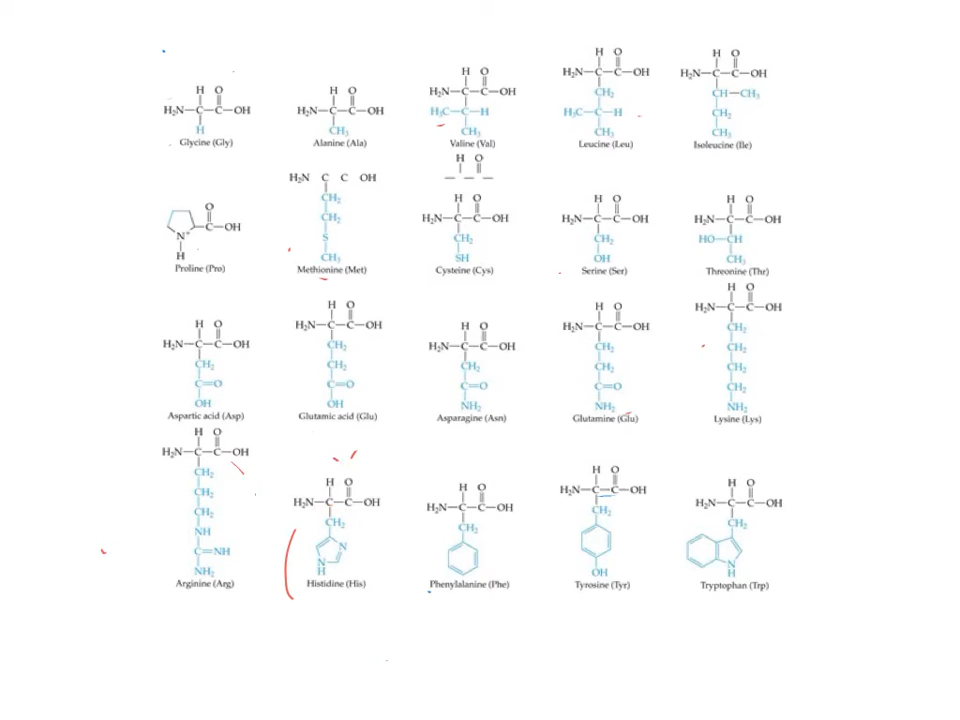 H O
H₂N—C—C—OH
H
Glycine (Gly)
H O
H₂N—C—C—OH
CH₃
Alanine (Ala)
H O
H₂N—C—C—OH
H₃C—C—H
CH₃
Valine (Val)
H O
H₂N—C—C—OH
CH₂
H₃C—C—H
CH₃
Leucine (Leu)
H O
H₂N—C—C—OH
CH—CH₃
CH₂
CH₃
Isoleucine (Ile)
O
C—OH
N⁺
H
Proline (Pro)
H₂N C C OH
CH₂
CH₂
S
CH₃
Methionine (Met)
H O
H O
H₂N—C—C—OH
CH₂
SH
Cysteine (Cys)
H O
H₂N—C—C—OH
CH₂
OH
Serine (Ser)
H O
H₂N—C—C—OH
HO—CH
CH₃
Threonine (Thr)
H O
H₂N—C—C—OH
CH₂
C=O
OH
Aspartic acid (Asp)
H O
H₂N—C—C—OH
CH₂
CH₂
C=O
OH
Glutamic acid (Glu)
H O
H₂N—C—C—OH
CH₂
C=O
NH₂
Asparagine (Asn)
H O
H₂N—C—C—OH
CH₂
CH₂
C=O
NH₂
Glutamine (Glu)
H O
H₂N—C—C—OH
CH₂
CH₂
CH₂
CH₂
NH₂
Lysine (Lys)
H O
H₂N—C—C—OH
CH₂
CH₂
CH₂
NH
C=NH
NH₂
Arginine (Arg)
H O
H₂N—C—C—OH
CH₂
N
N
H
Histidine (His)
H O
H₂N—C—C—OH
CH₂
Phenylalanine (Phe)
H O
H₂N—C—C—OH
CH₂
OH
Tyrosine (Tyr)
H O
H₂N—C—C—OH
CH₂
N
H
Tryptophan (Trp)